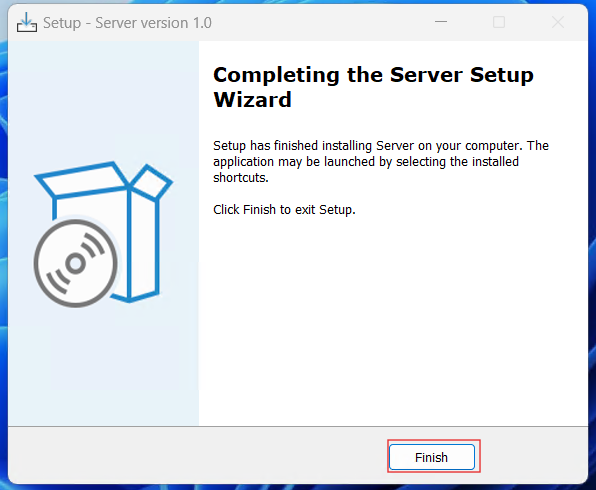 Setup - Server version 1.0
Completing the Server Setup
Wizard
Setup has finished installing Server on your computer. The
application may be launched by selecting the installed
shortcuts.
Click Finish to exit Setup.
Finish